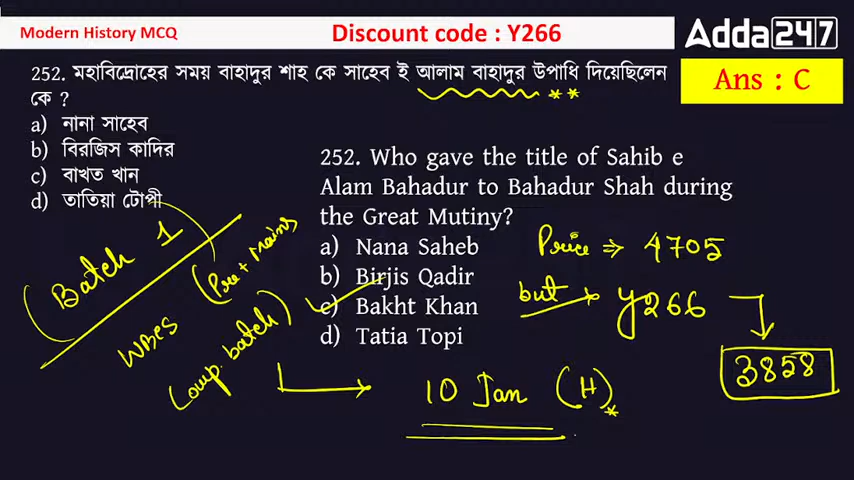 Modern History MCQ
Discount code : Y266
Adda247
Ans : C
252. মহাবিদ্রোহের সময় বাহাদুর শাহ কে সাহেব ই আলাম বাহাদুর উপাধি দিয়েছিলেন
কে ?
a) নানা সাহেব
b) বিরজিস কাদির
c) বাখত খান
d) তাতিয়া টোপী
252. Who gave the title of Sahib e
Alam Bahadur to Bahadur Shah during
the Great Mutiny?
a) Nana Saheb
b) Birjis Qadir
c) Bakht Khan
d) Tatia Topi
Batch 1
WBCS (Pre + Mains)
(comp. batch)
10 Jan (H)*
Price ⇒ 4705
but → Y266
3858